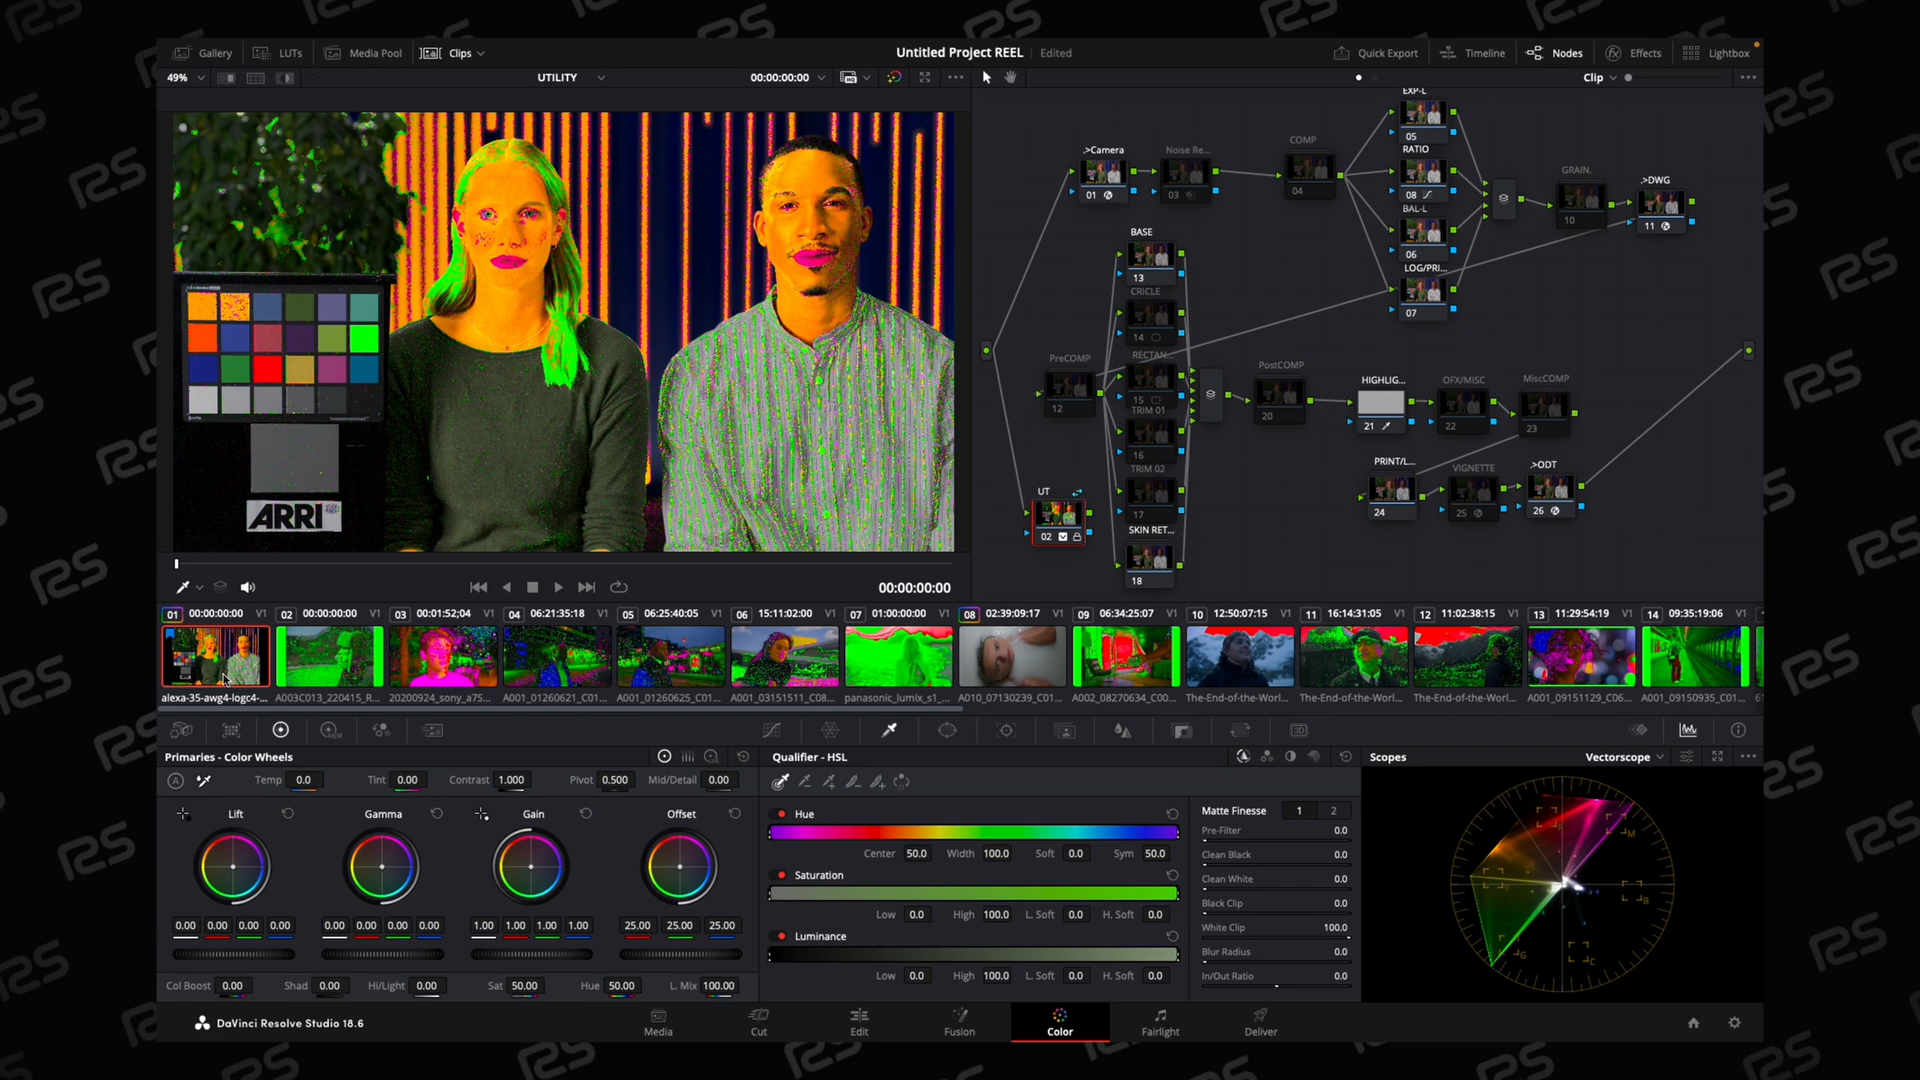 Gallery LUTs Media Pool Clips Untitled Project REEL Edited Quick Export Timeline Nodes Effects Lightbox
49% UTILITY 00:00:00:00 Clip
EXP-L
05
.>Camera
01
Noise Re...
03
COMP
04
RATIO
08
BAL-L
06
LOG/PRI...
07
GRAIN.
10
.>DWG
11
BASE
13
CRICLE
14
RECTAN...
15
TRIM 01
16
TRIM 02
17
SKIN RET...
18
PreCOMP
12
PostCOMP
20
HIGHLIG...
21
OFX/MISC
22
MiscCOMP
23
PRINT/L...
24
VIGNETTE
25
.>ODT
26
UT
02
ARRI
00:00:00:00
01 00:00:00:00 V1 02 00:00:00:00 V1 03 00:01:52:04 V1 04 06:21:35:18 V1 05 06:25:40:05 V1 06 15:11:02:00 V1 07 01:00:00:00 V1 08 02:39:09:17 V1 09 06:34:25:07 V1 10 12:50:07:15 V1 11 16:14:31:05 V1 12 11:02:38:15 V1 13 11:29:54:19 V1 14 09:35:19:06 V1
alexa-35-awg4-logc4-... A003C013_220415_R... 20200924_sony_a7S... A001_01260621_C01... A001_01260625_C01... A001_03151511_C08... panasonic_lumix_s1_... A010_07130239_C01... A002_08270634_C00... The-End-of-the-Worl... The-End-of-the-Worl... The-End-of-the-Worl... A001_09151129_C06... A001_09150935_C01...
HDR 3D
Primaries - Color Wheels Qualifier - HSL Scopes Vectorscope
A Temp 0.0 Tint 0.00 Contrast 1.000 Pivot 0.500 Mid/Detail 0.00
Lift Gamma Gain Offset
0.00 0.00 0.00 0.00 0.00 0.00 0.00 0.00 1.00 1.00 1.00 1.00 25.00 25.00 25.00
Col Boost 0.00 Shad 0.00 Hi/Light 0.00 Sat 50.00 Hue 50.00 L. Mix 100.00
Hue
Center 50.0 Width 100.0 Soft 0.0 Sym 50.0
Saturation
Low 0.0 High 100.0 L. Soft 0.0 H. Soft 0.0
Luminance
Low 0.0 High 100.0 L. Soft 0.0 H. Soft 0.0
Matte Finesse 1 2
Pre-Filter 0.0
Clean Black 0.0
Clean White 0.0
Black Clip 0.0
White Clip 100.0
Blur Radius 0.0
In/Out Ratio 0.0
M
B
C
G
DaVinci Resolve Studio 18.6
Media Cut Edit Fusion Color Fairlight Deliver